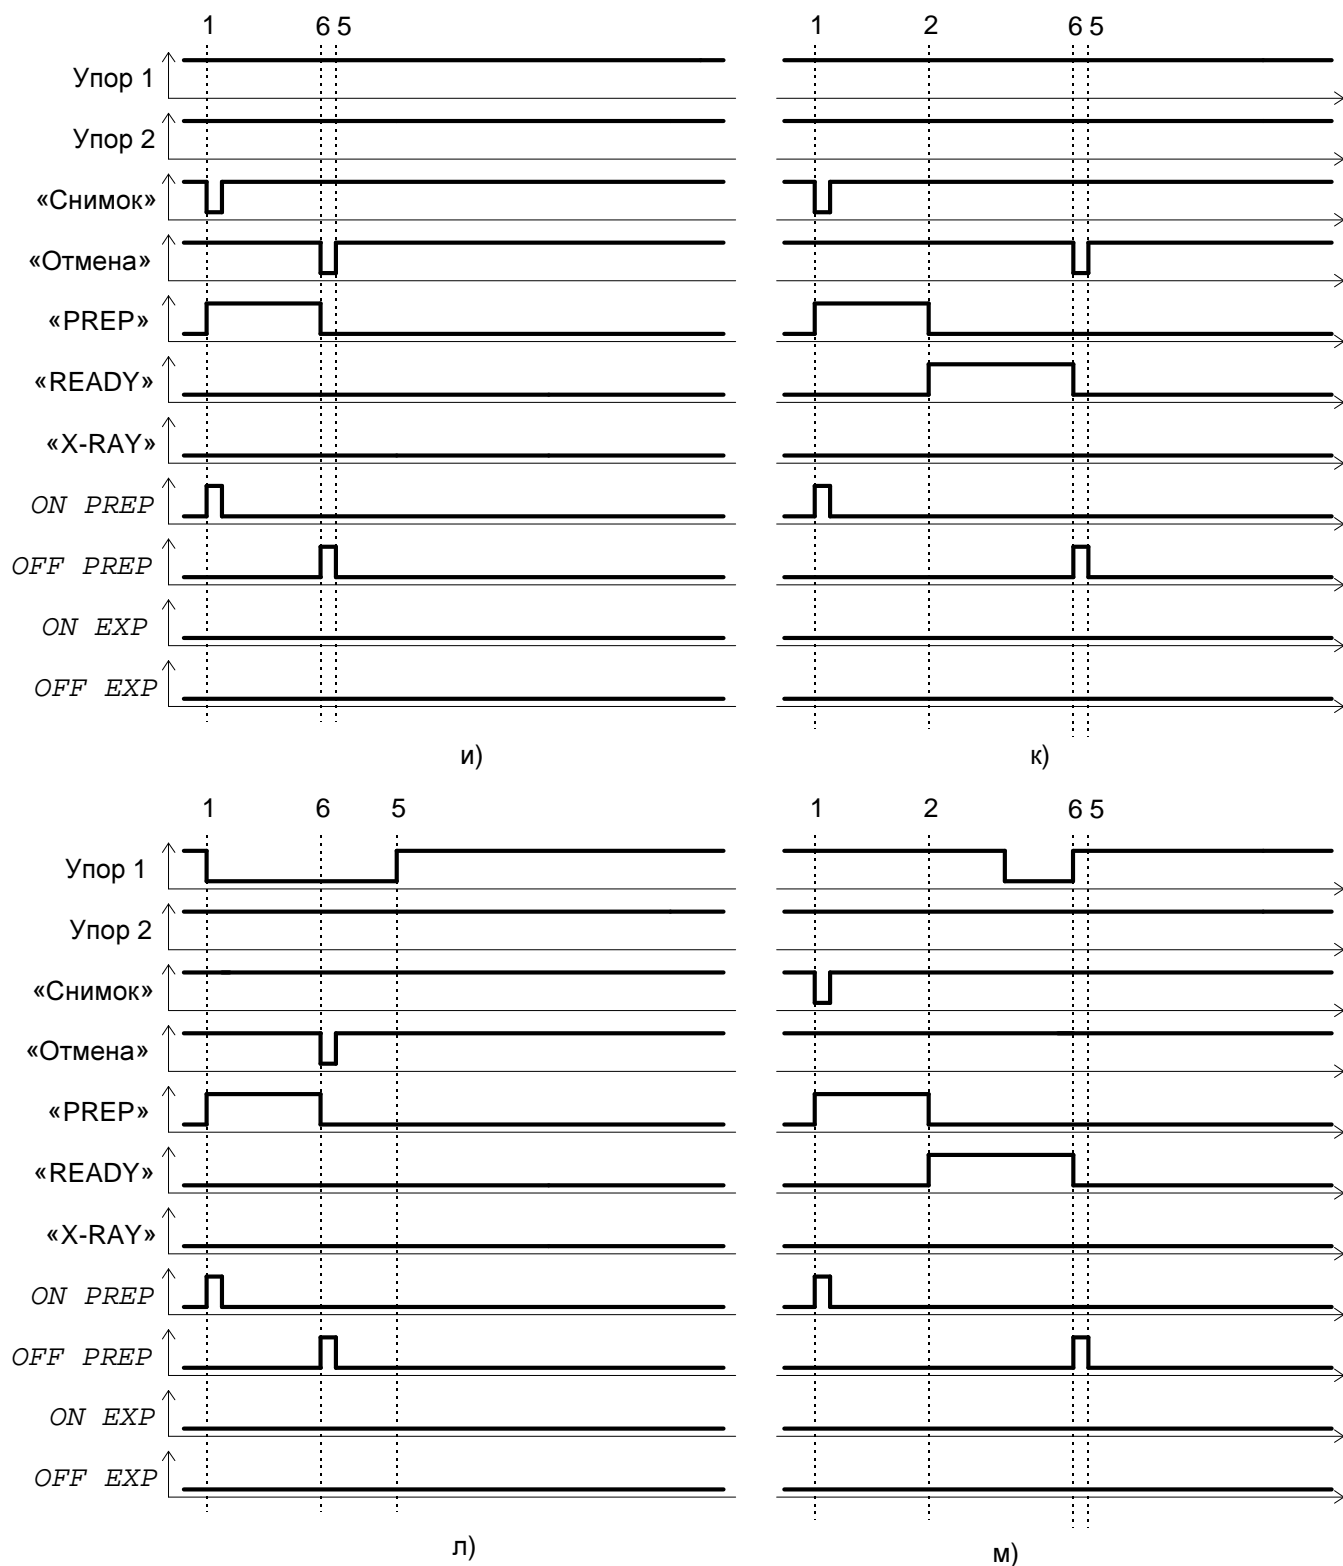 1 6 5 1 2 6 5
Упор 1
Упор 2
«Снимок»
«Отмена»
«PREP»
«READY»
«X-RAY»
ON PREP
OFF PREP
ON EXP
OFF EXP
и) к)
1 6 5 1 2 6 5
Упор 1
Упор 2
«Снимок»
«Отмена»
«PREP»
«READY»
«X-RAY»
ON PREP
OFF PREP
ON EXP
OFF EXP
л) м)